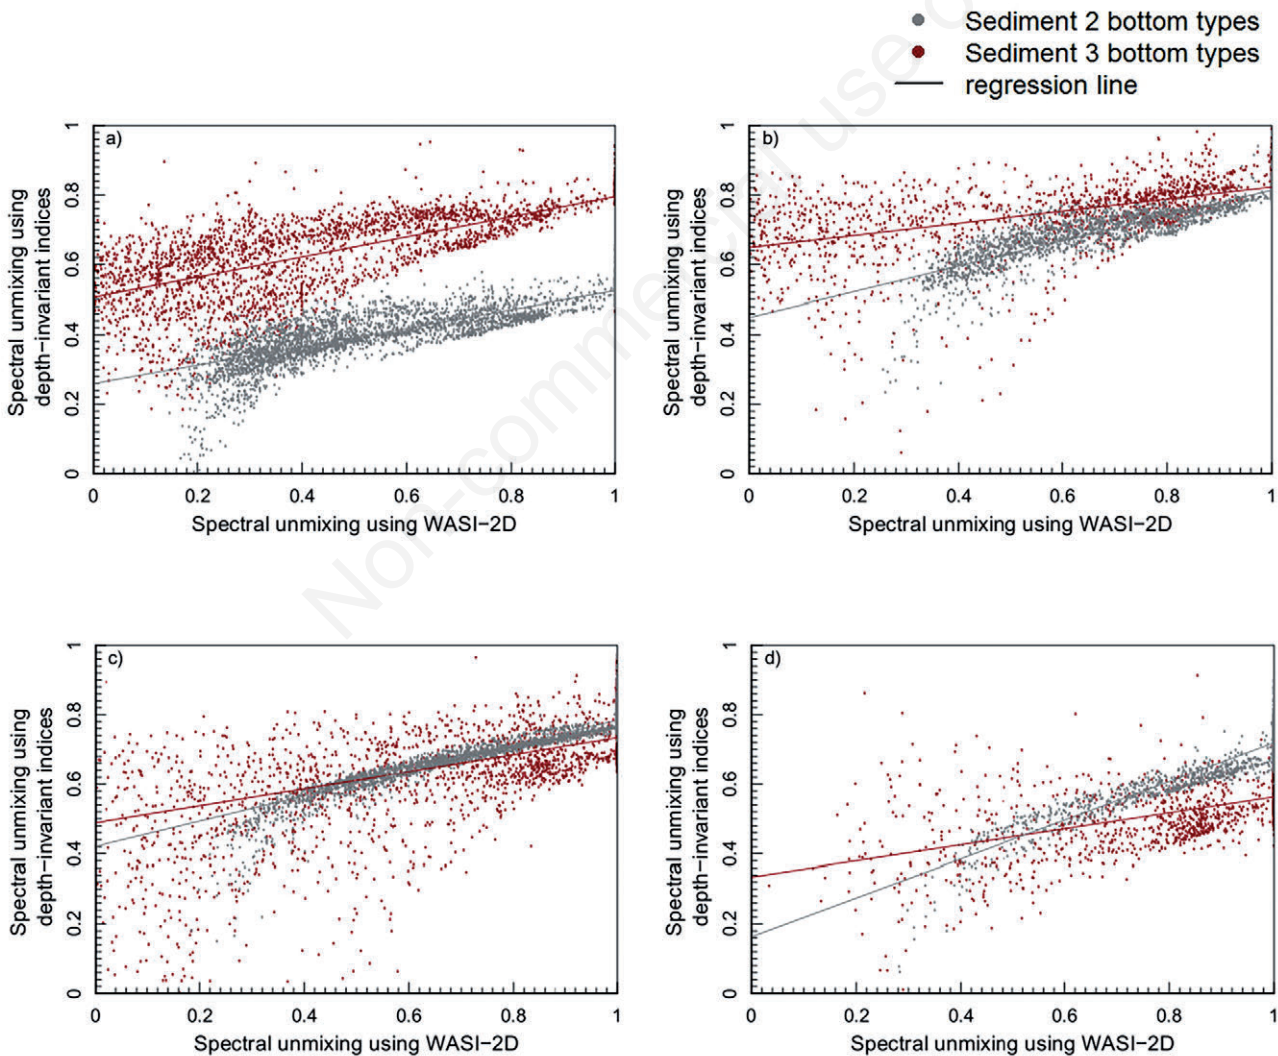 Sediment 2 bottom types
Sediment 3 bottom types
regression line
a)
Spectral unmixing using
depth-invariant indices
0 0.2 0.4 0.6 0.8 1
0 0.2 0.4 0.6 0.8 1
Spectral unmixing using WASI-2D
b)
Spectral unmixing using
depth-invariant indices
0 0.2 0.4 0.6 0.8 1
0 0.2 0.4 0.6 0.8 1
Spectral unmixing using WASI-2D
c)
Spectral unmixing using
depth-invariant indices
0 0.2 0.4 0.6 0.8 1
0 0.2 0.4 0.6 0.8 1
Spectral unmixing using WASI-2D
d)
Spectral unmixing using
depth-invariant indices
0 0.2 0.4 0.6 0.8 1
0 0.2 0.4 0.6 0.8 1
Spectral unmixing using WASI-2D
Non-commercial use